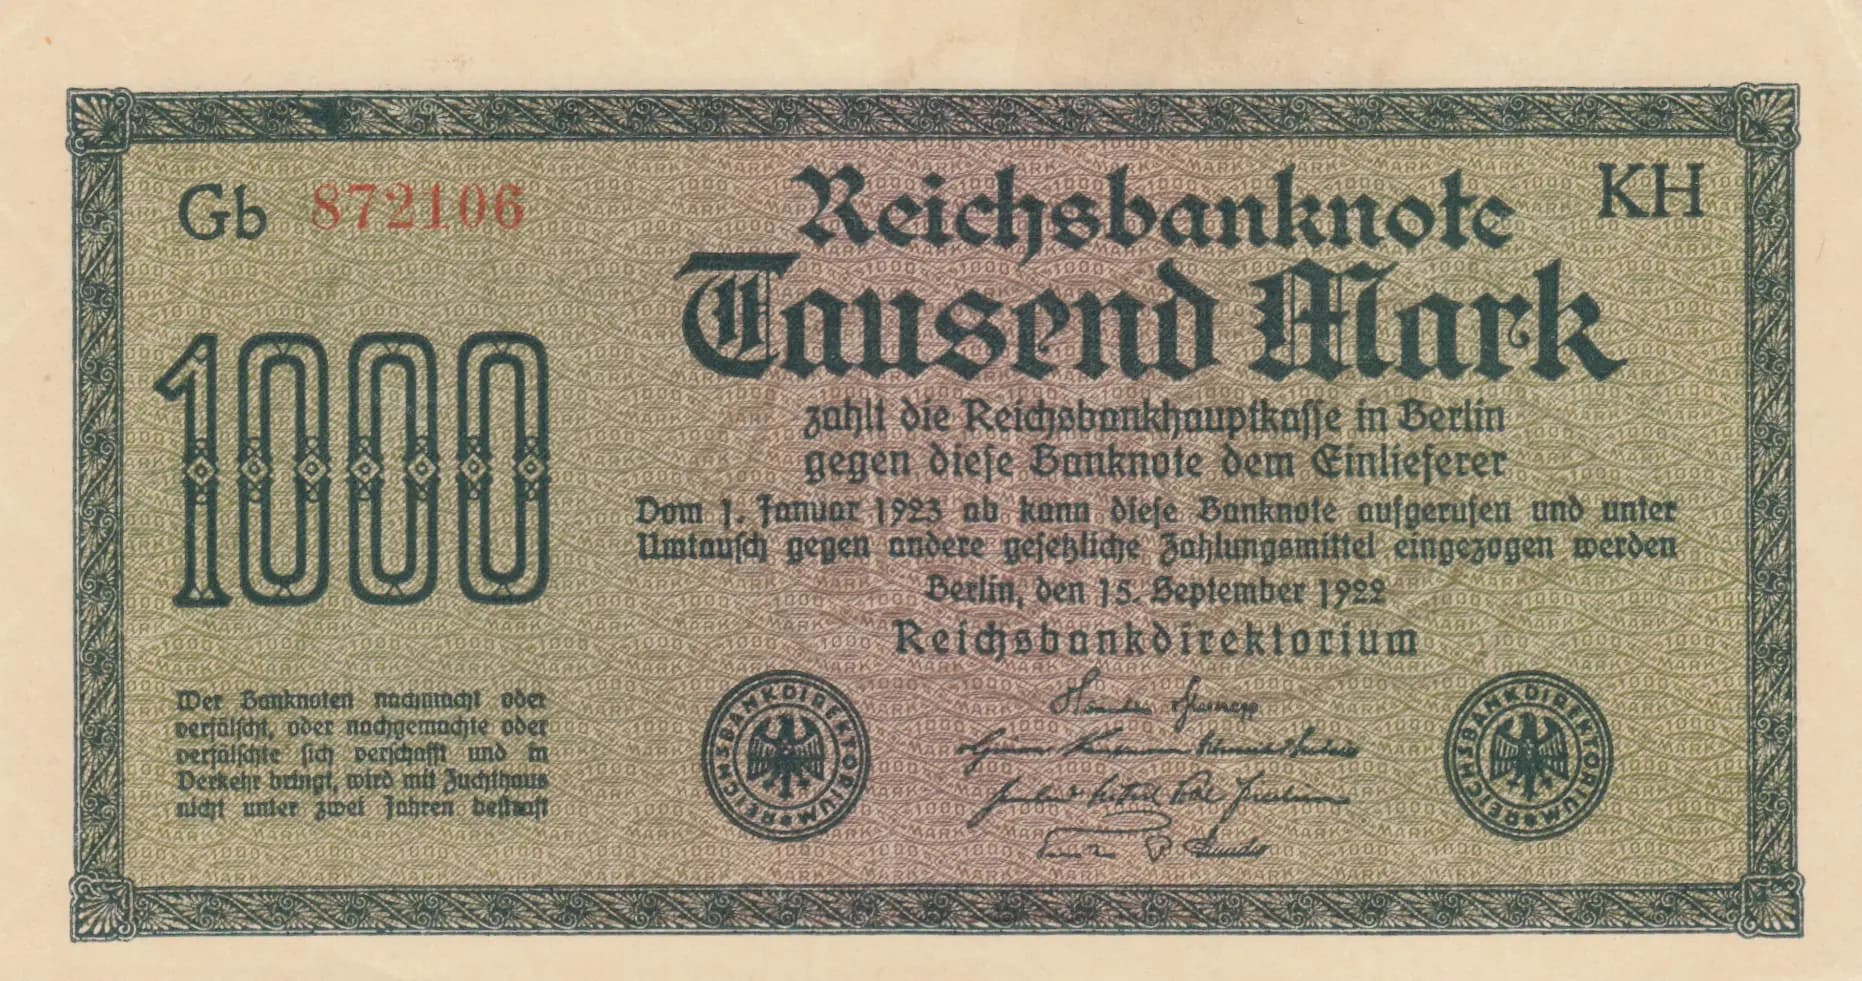 Gb 872106
KH
Reichsbanknote
Tausend Mark
1000
zahlt die Reichsbankhauptkasse in Berlin
gegen diese Banknote dem Einlieferer
Vom 1. Januar 1923 ab kann diese Banknote aufgerufen und unter
Umtausch gegen andere gesetzliche Zahlungsmittel eingezogen werden
Berlin, den 15. September 1922
Reichsbankdirektorium
Wer Banknoten nachmacht oder
verfälscht, oder nachgemachte oder
verfälschte sich verschafft und in
Verkehr bringt, wird mit Zuchthaus
nicht unter zwei Jahren bestraft
REICHSBANKDIREKTORIUM
REICHSBANKDIREKTORIUM